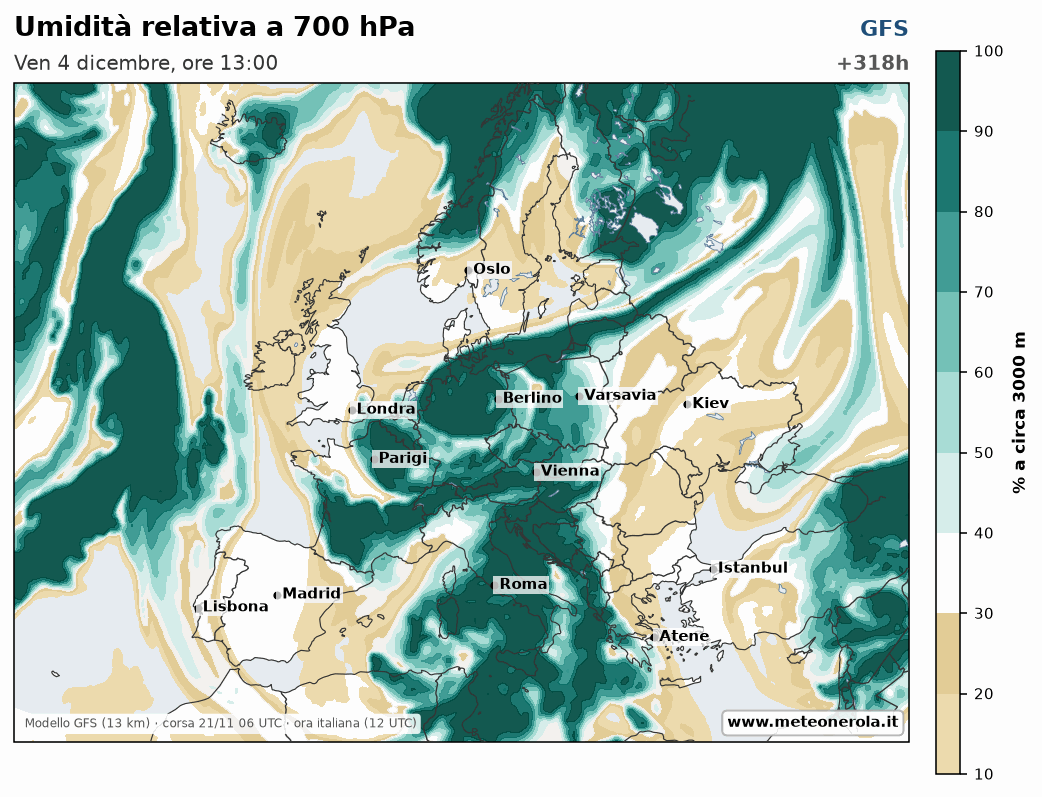 Umidità relativa a 700 hPa
GFS
Ven 4 dicembre, ore 13:00
+318h
100
90
80
70
60
50
40
30
20
10
% a circa 3000 m
Oslo
Berlino
Varsavia
Kiev
Londra
Parigi
Vienna
Istanbul
Roma
Madrid
Lisbona
Atene
Modello GFS (13 km) · corsa 21/11 06 UTC · ora italiana (12 UTC)
www.meteonerola.it